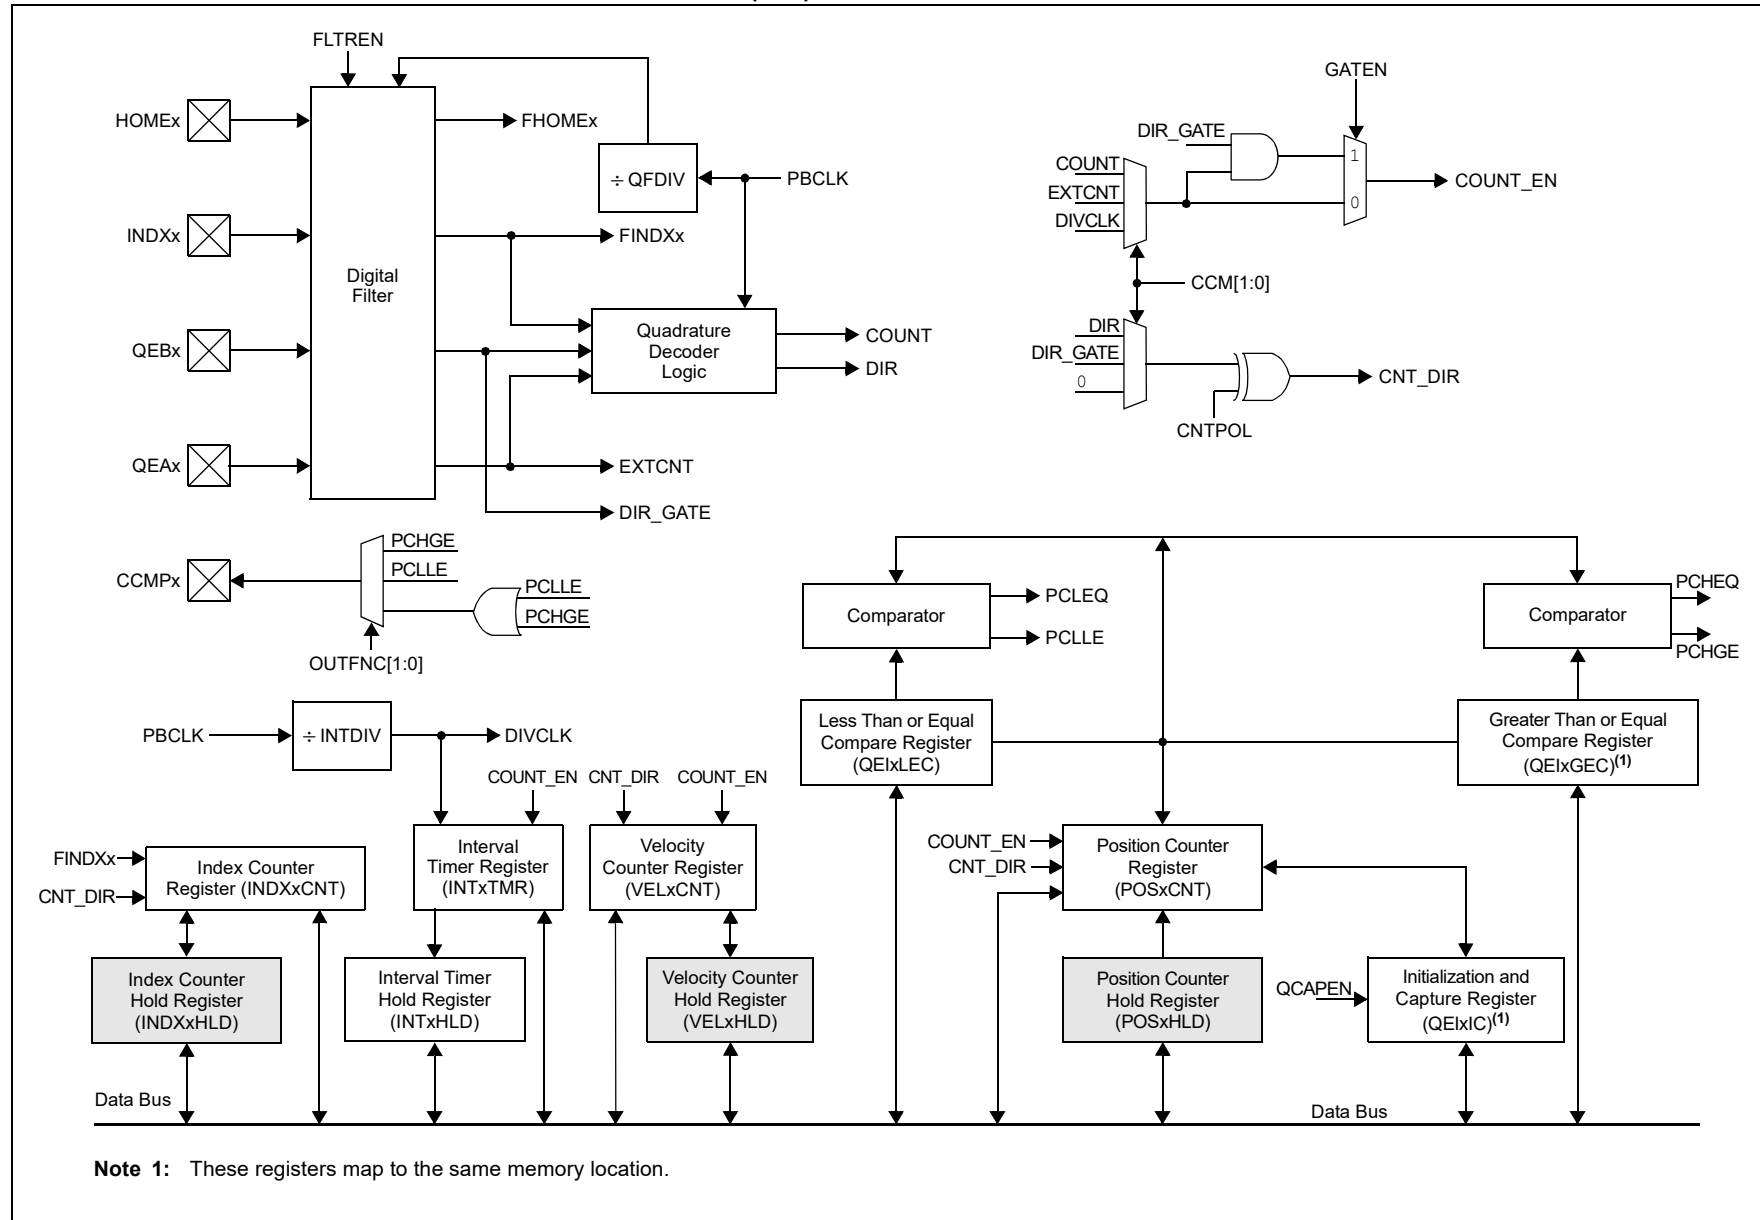 FLTREN
HOMEx
FHOMEx
÷ QFDIV
PBCLK
INDXx
FINDXx
Digital
Filter
QEBx
Quadrature
Decoder
Logic
COUNT
DIR
QEAx
EXTCNT
DIR_GATE
GATEN
DIR_GATE
COUNT
EXTCNT
DIVCLK
1
0
COUNT_EN
CCM[1:0]
DIR
DIR_GATE
0
CNT_DIR
CNTPOL
CCMPx
PCHGE
PCLLE
PCLLE
PCHGE
OUTFNC[1:0]
Comparator
PCLEQ
PCLLE
Comparator
PCHEQ
PCHGE
PBCLK
÷ INTDIV
DIVCLK
Less Than or Equal
Compare Register
(QEIxLEC)
Greater Than or Equal
Compare Register
(QEIxGEC)(1)
COUNT_EN
CNT_DIR
COUNT_EN
FINDXx
CNT_DIR
Index Counter
Register (INDXxCNT)
Interval
Timer Register
(INTxTMR)
Velocity
Counter Register
(VELxCNT)
COUNT_EN
CNT_DIR
Position Counter
Register
(POSxCNT)
Index Counter
Hold Register
(INDXxHLD)
Interval Timer
Hold Register
(INTxHLD)
Velocity Counter
Hold Register
(VELxHLD)
Position Counter
Hold Register
(POSxHLD)
QCAPEN
Initialization and
Capture Register
(QEIxIC)(1)
Data Bus
Data Bus
Note 1: These registers map to the same memory location.